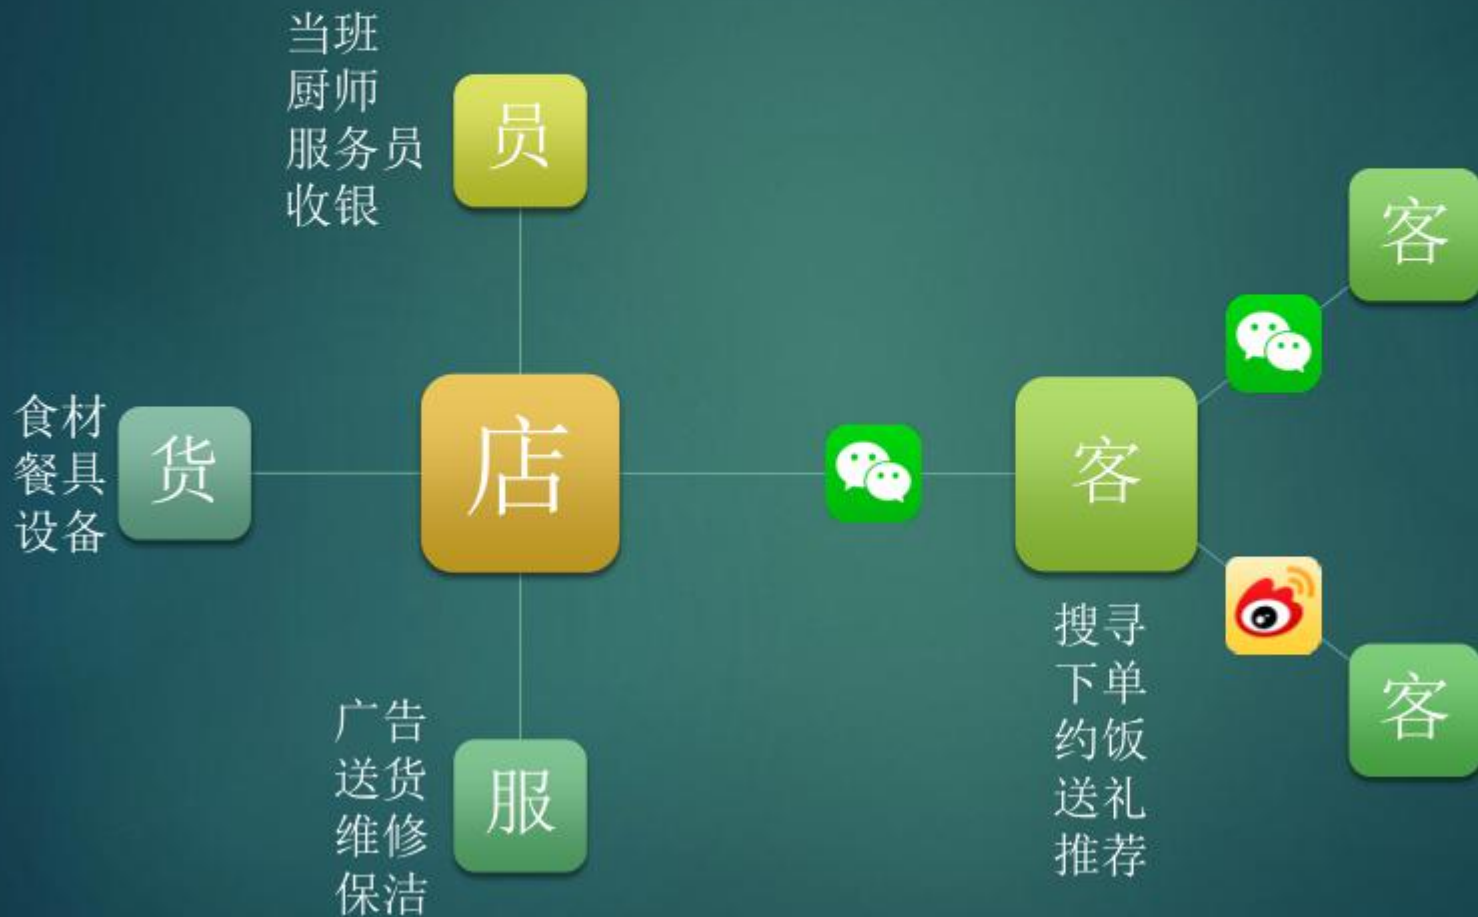 当班
厨师
服务员
收银
员
客
食材
餐具
设备
货
店
客
搜寻
下单
约饭
送礼
推荐
客
广告
送货
维修
保洁
服